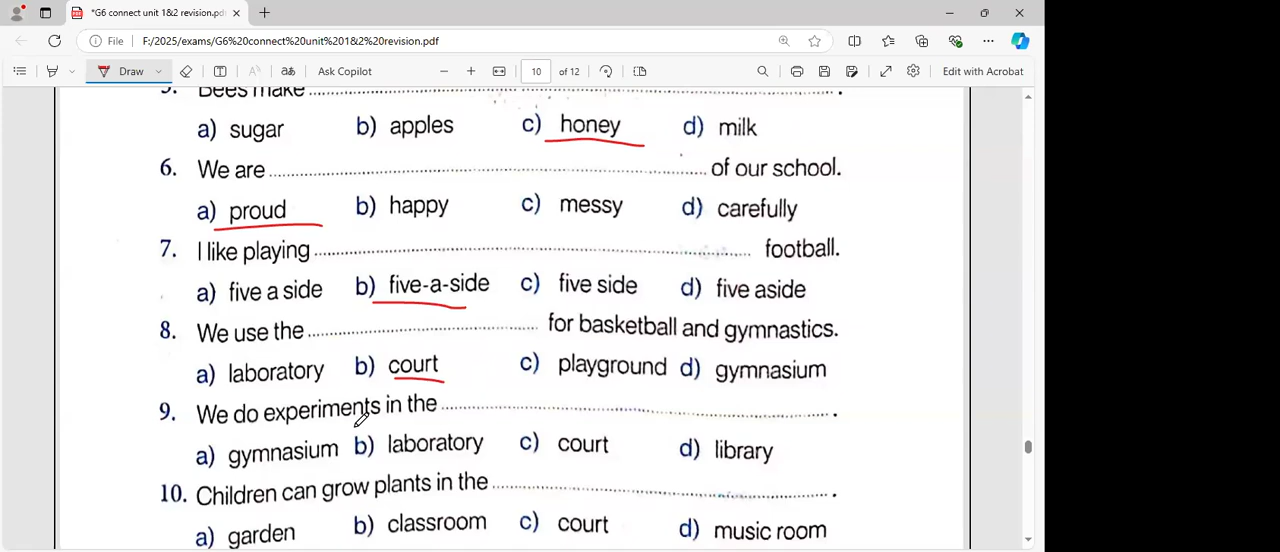 *G6 connect unit 1&2 revision.pdf
File
F:/2025/exams/G6%20connect%20unit%201&2%20revision.pdf
Draw
Ask Copilot
10
of 12
Edit with Acrobat
5. Bees make .
a) sugar b) apples c) honey d) milk
6. We are of our school.
a) proud b) happy c) messy d) carefully
7. I like playing football.
a) five a side b) five-a-side c) five side d) five aside
8. We use the for basketball and gymnastics.
a) laboratory b) court c) playground d) gymnasium
9. We do experiments in the .
a) gymnasium b) laboratory c) court d) library
10. Children can grow plants in the .
a) garden b) classroom c) court d) music room